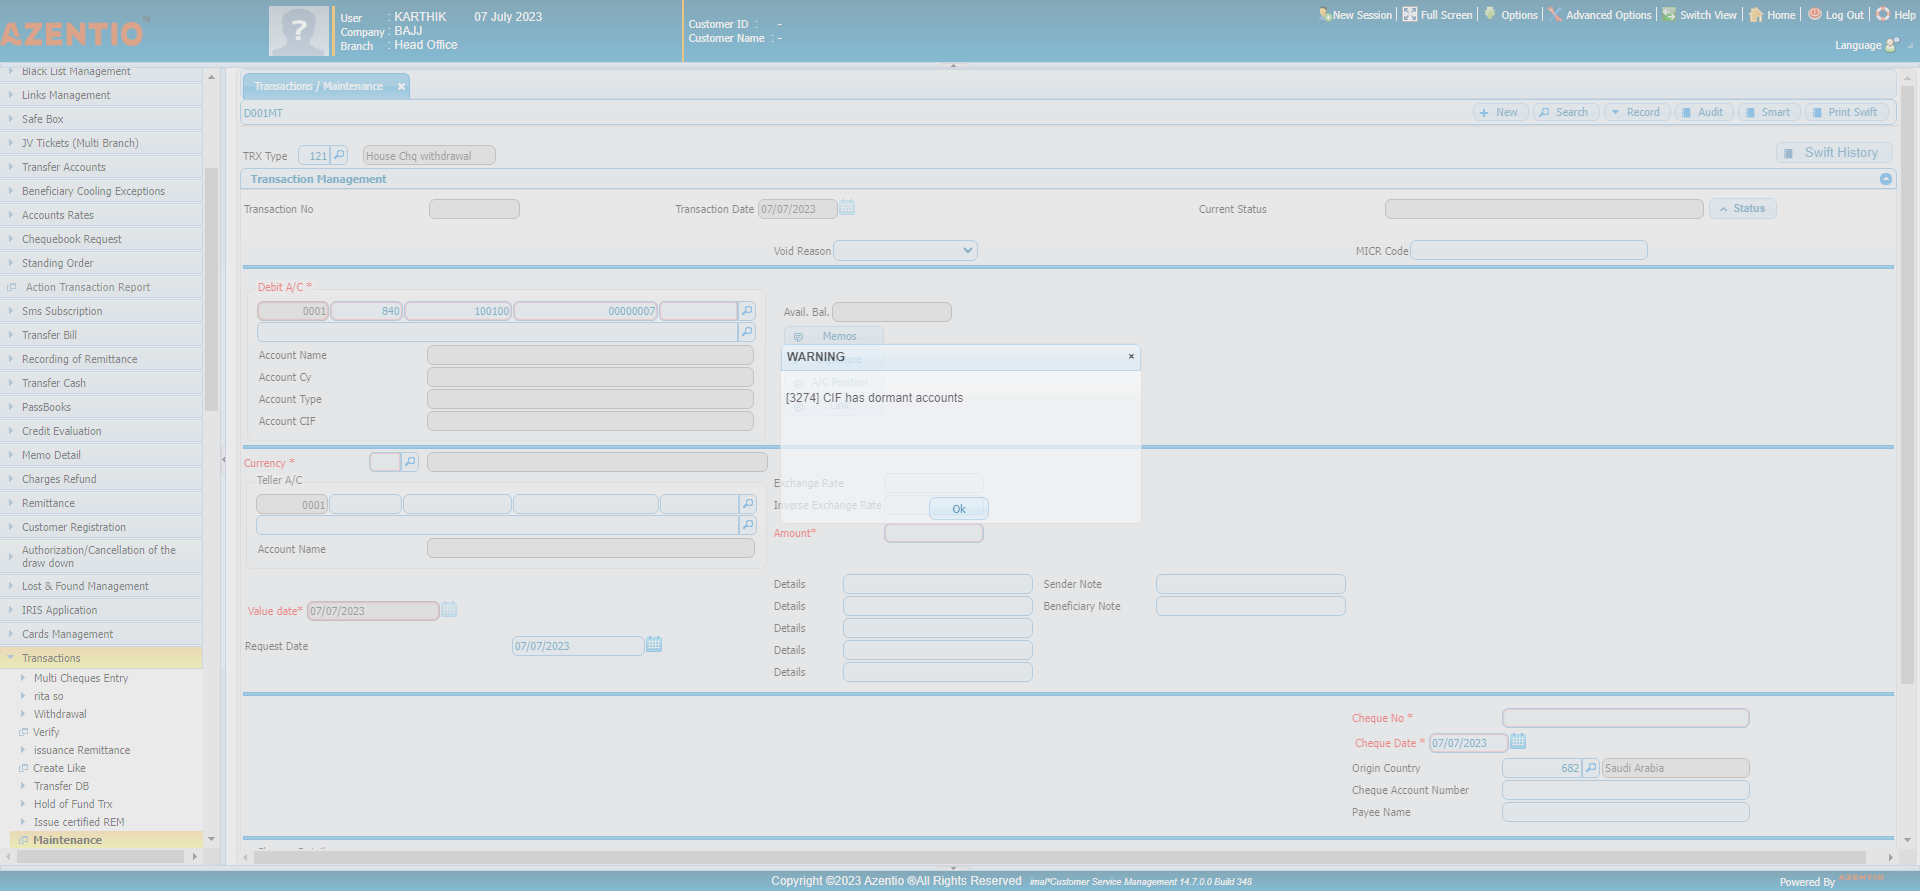 AZENTIO
User : KARTHIK 07 July 2023
Company : BAJJ
Branch : Head Office
Customer ID : -
Customer Name : -
New Session Full Screen Options Advanced Options Switch View Home Log Out Help
Language
Black List Management
Links Management
Safe Box
JV Tickets (Multi Branch)
Transfer Accounts
Beneficiary Cooling Exceptions
Accounts Rates
Chequebook Request
Standing Order
Action Transaction Report
Sms Subscription
Transfer Bill
Recording of Remittance
Transfer Cash
PassBooks
Credit Evaluation
Memo Detail
Charges Refund
Remittance
Customer Registration
Authorization/Cancellation of the
draw down
Lost & Found Management
IRIS Application
Cards Management
Transactions
Multi Cheques Entry
rita so
Withdrawal
Verify
issuance Remittance
Create Like
Transfer DB
Hold of Fund Trx
Issue certified REM
Maintenance
Transactions / Maintenance
D001MT
New Search Record Audit Smart Print Swift
TRX Type 121 House Chq withdrawal
Swift History
Transaction Management
Transaction No Transaction Date 07/07/2023 Current Status Status
Void Reason MICR Code
Debit A/C *
0001 840 100100 00000007
Avail. Bal.
Memos
Account Name
Account Cy
A/C Position
Account Type
Link
Account CIF
WARNING
[3274] CIF has dormant accounts
Ok
Currency *
Teller A/C
0001
Account Name
Exchange Rate
Inverse Exchange Rate
Amount*
Value date* 07/07/2023
Request Date 07/07/2023
Details Sender Note
Details Beneficiary Note
Details
Details
Details
Cheque No *
Cheque Date * 07/07/2023
Origin Country 682 Saudi Arabia
Cheque Account Number
Payee Name
Copyright ©2023 Azentio ®All Rights Reserved imal*Customer Service Management 14.7.0.0 Build 348
Powered By AZENTIO